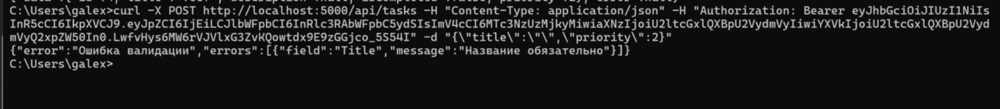 C:\Users\galex>curl -X POST http://localhost:5000/api/tasks -H "Content-Type: application/json" -H "Authorization: Bearer eyJhbGciOiJIUzI1NiIs
InR5cCI6IkpXVCJ9.eyJpZCI6IjEiLCJlbWFpbCI6InRlc3RAbWFpbC5ydSIsImV4cCI6MTc3NzUzMjkyMiwiaXNzIjoiU2ltcGxlQXBpU2VydmVyIiwiYXVkIjoiU2ltcGxlQXBpU2Vyd
mVyQ2xpZW50In0.LwfvHys6MW6rVJVlxG3ZvKQowtdx9E9zGGjco_5S54I" -d "{\"title\":\"\",\"priority\":2}"
{"error":"Ошибка валидации","errors":[{"field":"Title","message":"Название обязательно"}]}
C:\Users\galex>